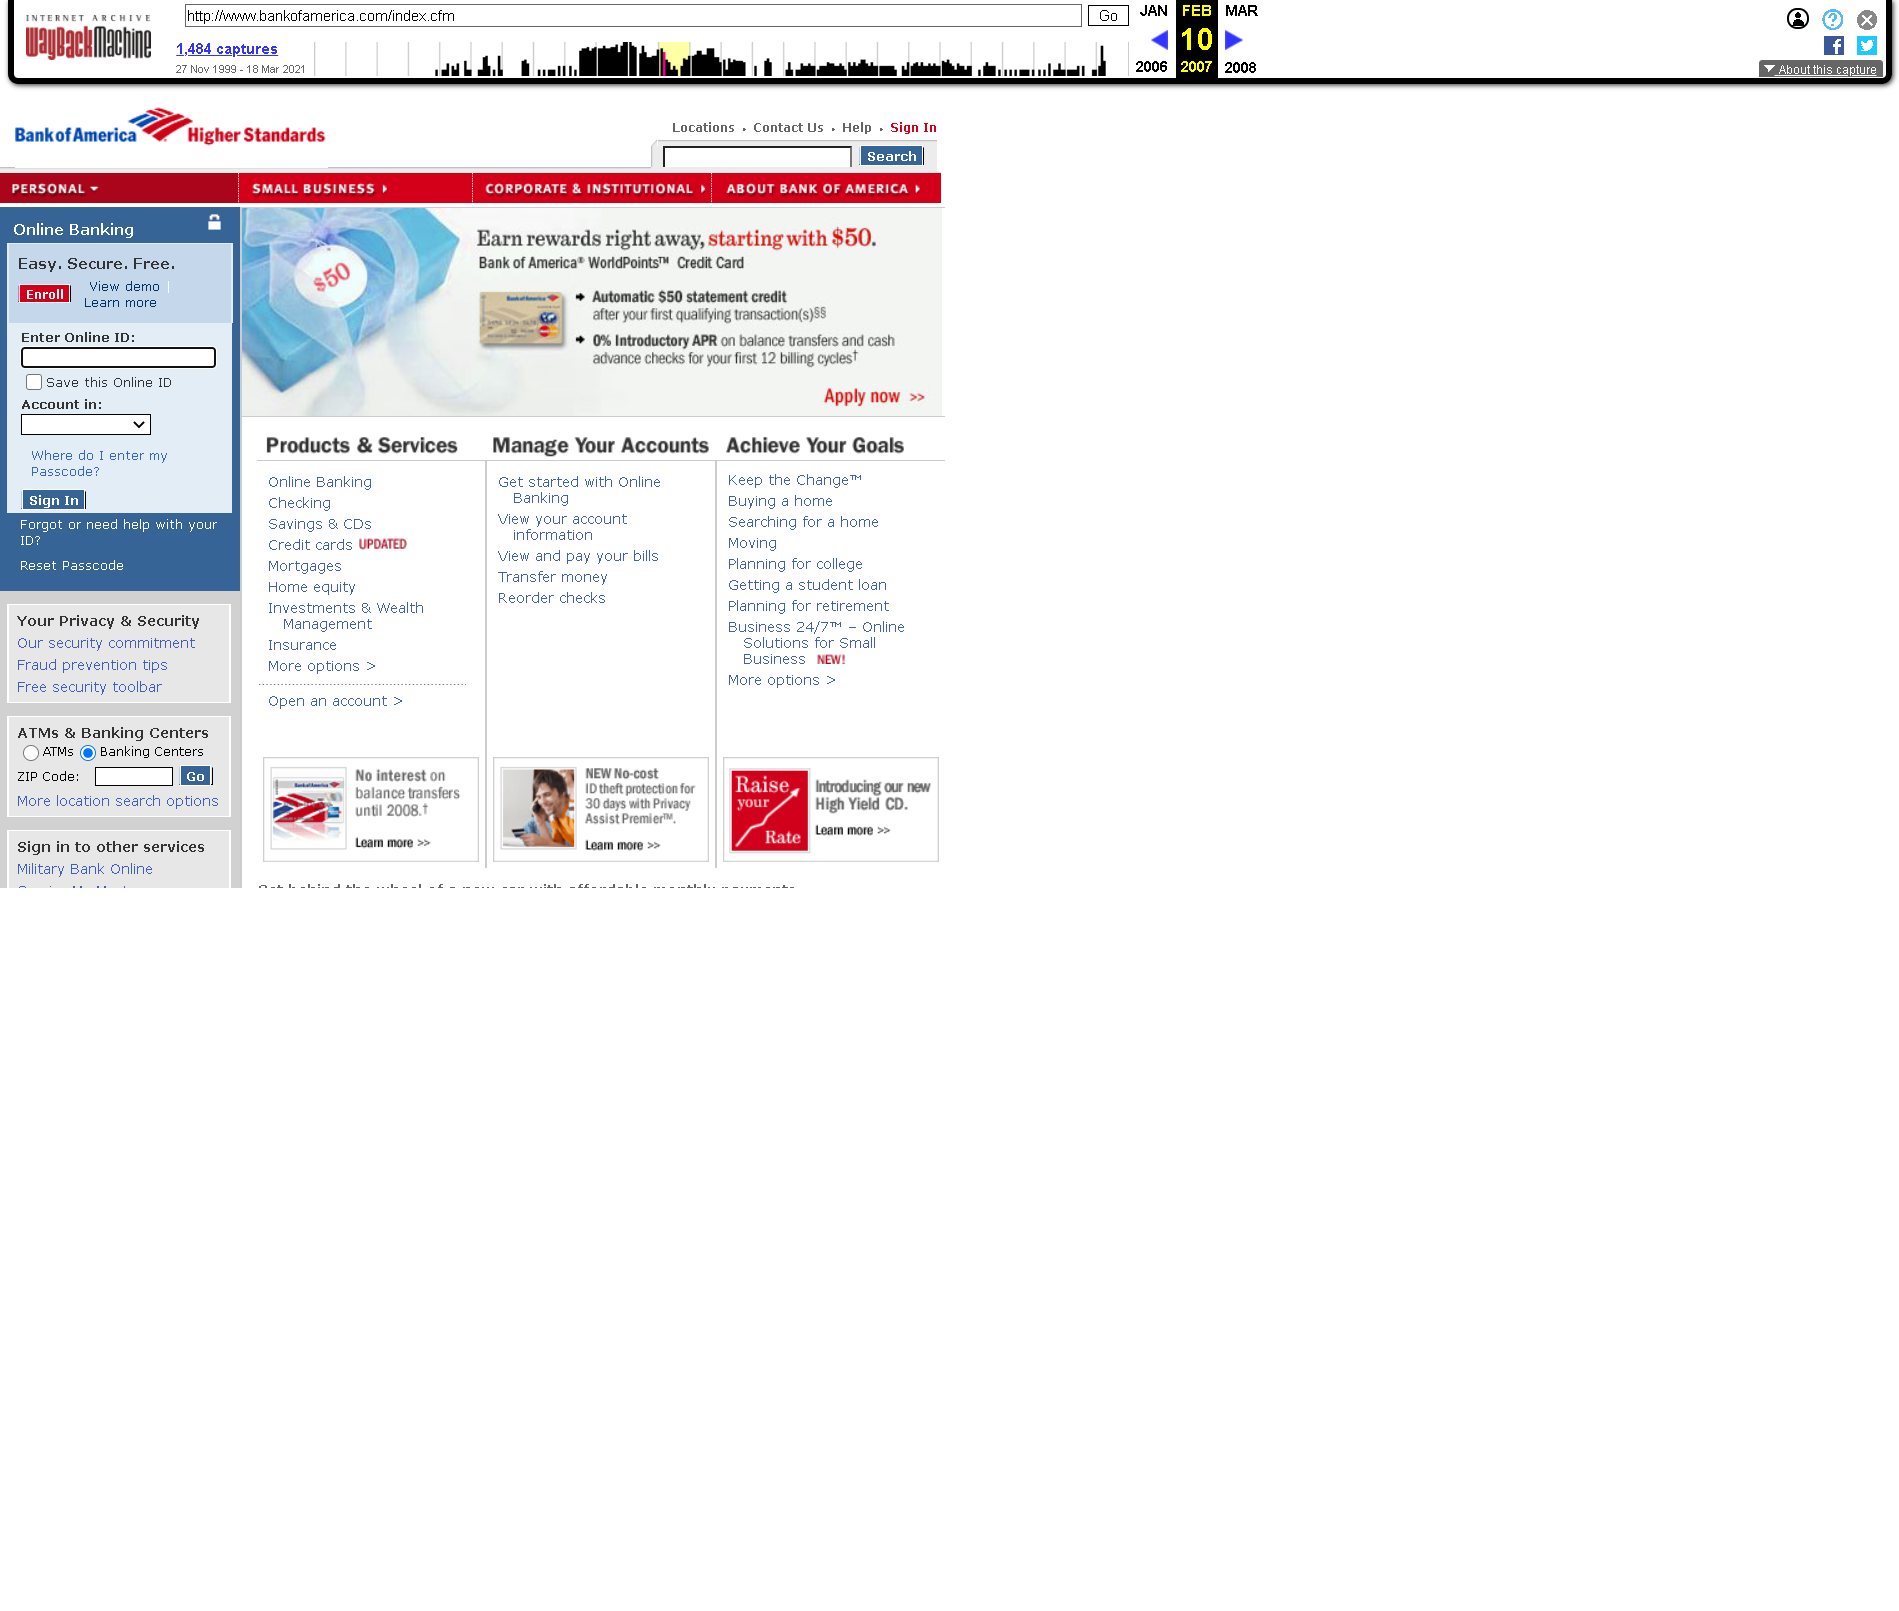 INTERNET ARCHIVE
WayBackMachine
http://www.bankofamerica.com/index.cfm
Go
JAN FEB MAR
1,484 captures
10
27 Nov 1999 - 18 Mar 2021
2006 2007 2008
About this capture
Bank of America Higher Standards
Locations • Contact Us • Help • Sign In
Search
PERSONAL
SMALL BUSINESS
CORPORATE & INSTITUTIONAL
ABOUT BANK OF AMERICA
Online Banking
Easy. Secure. Free.
Enroll
View demo
Learn more
Enter Online ID:
Save this Online ID
Account in:
Where do I enter my
Passcode?
Sign In
Forgot or need help with your
ID?
Reset Passcode
$50
Earn rewards right away, starting with $50.
Bank of America® WorldPoints™ Credit Card
Automatic $50 statement credit
after your first qualifying transaction(s)§§
0% Introductory APR on balance transfers and cash
advance checks for your first 12 billing cycles†
Apply now >>
Products & Services
Online Banking
Checking
Savings & CDs
Credit cards UPDATED
Mortgages
Home equity
Investments & Wealth
Management
Insurance
More options >
Open an account >
Manage Your Accounts
Get started with Online
Banking
View your account
information
View and pay your bills
Transfer money
Reorder checks
Achieve Your Goals
Keep the Change™
Buying a home
Searching for a home
Moving
Planning for college
Getting a student loan
Planning for retirement
Business 24/7™ – Online
Solutions for Small
Business NEW!
More options >
Your Privacy & Security
Our security commitment
Fraud prevention tips
Free security toolbar
ATMs & Banking Centers
ATMs Banking Centers
ZIP Code: Go
More location search options
Sign in to other services
Military Bank Online
No interest on
balance transfers
until 2008.†
Learn more >>
NEW No-cost
ID theft protection for
30 days with Privacy
Assist Premier™.
Learn more >>
Raise
your
Rate
Introducing our new
High Yield CD.
Learn more >>
Get behind the wheel of a new car with affordable monthly payments